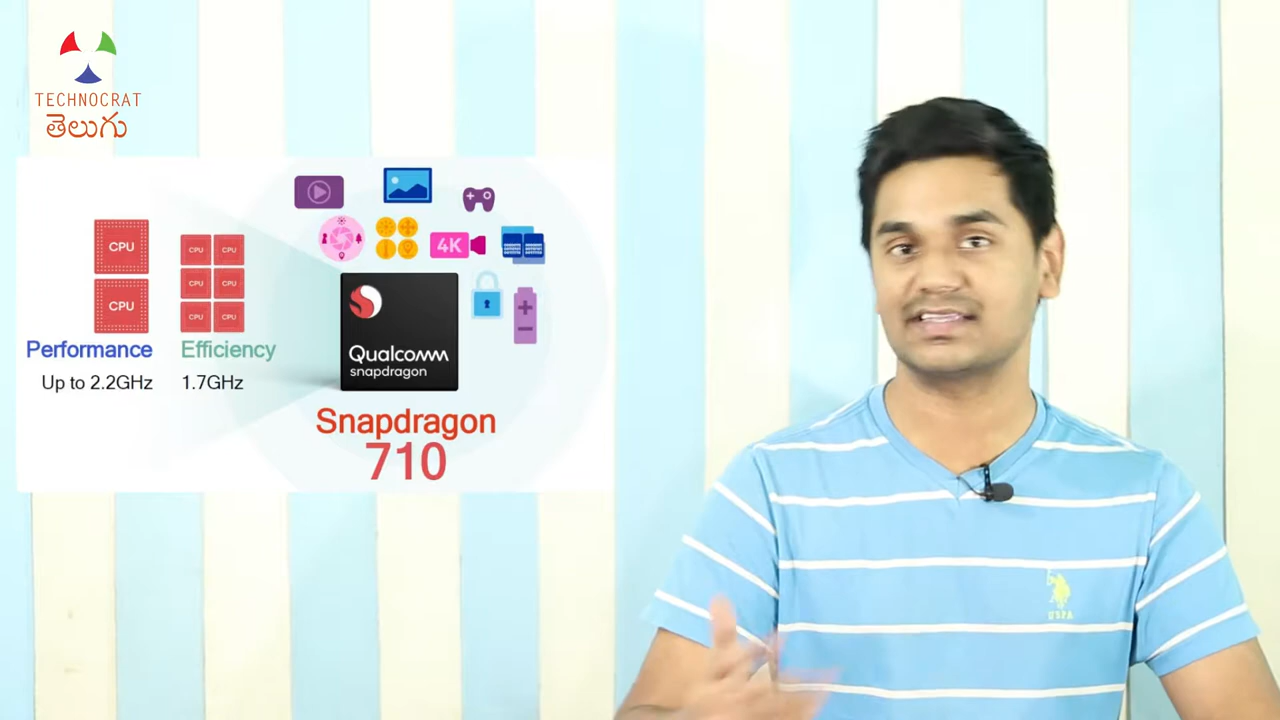 TECHNOCRAT
తెలుగు
CPU
CPU
CPU CPU
CPU CPU
CPU CPU
Performance
Efficiency
Up to 2.2GHz
1.7GHz
4K
Qualcomm
snapdragon
Snapdragon
710